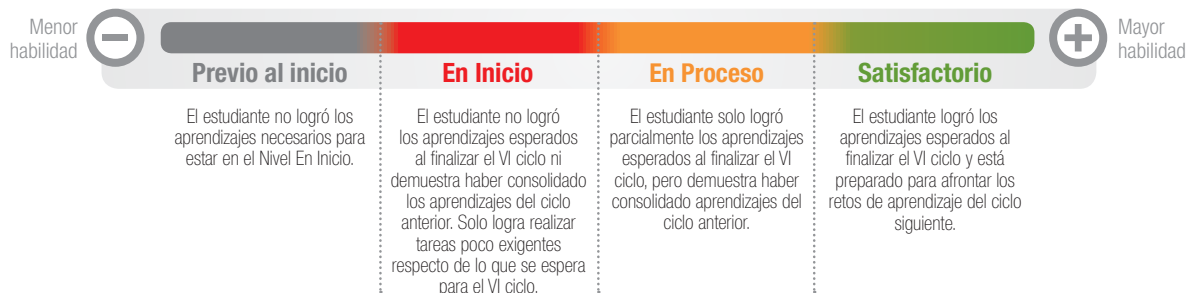 Menor
habilidad
Mayor
habilidad
Previo al inicio
El estudiante no logró los
aprendizajes necesarios para
estar en el Nivel En Inicio.
En Inicio
El estudiante no logró
los aprendizajes esperados
al finalizar el VI ciclo ni
demuestra haber consolidado
los aprendizajes del ciclo
anterior. Solo logra realizar
tareas poco exigentes
respecto de lo que se espera
para el VI ciclo.
En Proceso
El estudiante solo logró
parcialmente los aprendizajes
esperados al finalizar el VI
ciclo, pero demuestra haber
consolidado aprendizajes del
ciclo anterior.
Satisfactorio
El estudiante logró los
aprendizajes esperados al
finalizar el VI ciclo y está
preparado para afrontar los
retos de aprendizaje del ciclo
siguiente.